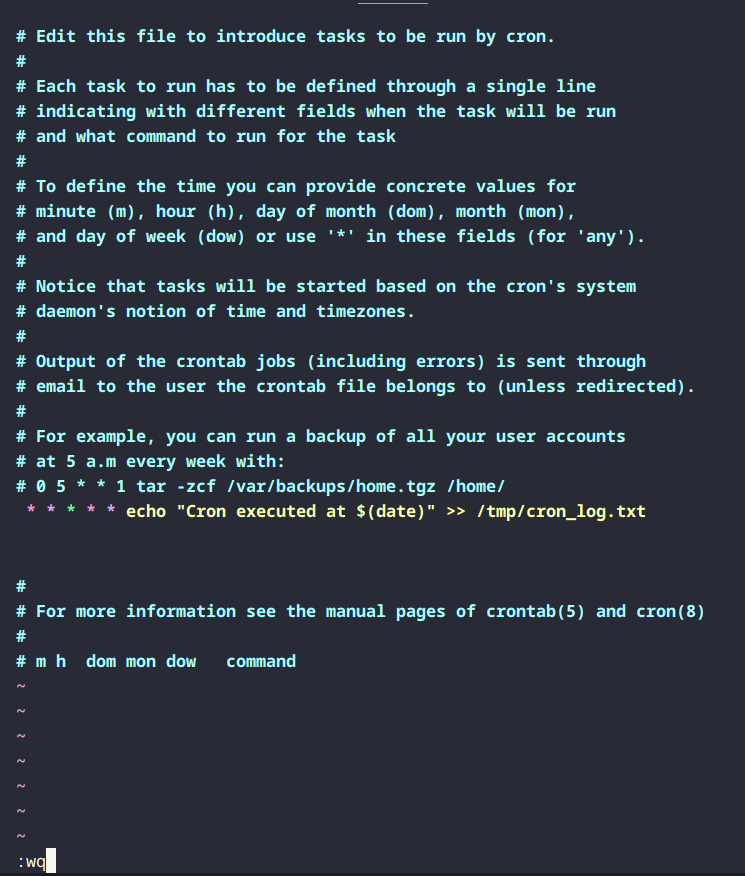 # Edit this file to introduce tasks to be run by cron.
#
# Each task to run has to be defined through a single line
# indicating with different fields when the task will be run
# and what command to run for the task
#
# To define the time you can provide concrete values for
# minute (m), hour (h), day of month (dom), month (mon),
# and day of week (dow) or use '*' in these fields (for 'any').
#
# Notice that tasks will be started based on the cron's system
# daemon's notion of time and timezones.
#
# Output of the crontab jobs (including errors) is sent through
# email to the user the crontab file belongs to (unless redirected).
#
# For example, you can run a backup of all your user accounts
# at 5 a.m every week with:
# 0 5 * * 1 tar -zcf /var/backups/home.tgz /home/
 * * * * * echo "Cron executed at $(date)" >> /tmp/cron_log.txt


#
# For more information see the manual pages of crontab(5) and cron(8)
#
# m h  dom mon dow   command
~
~
~
~
~
~
~
:wq